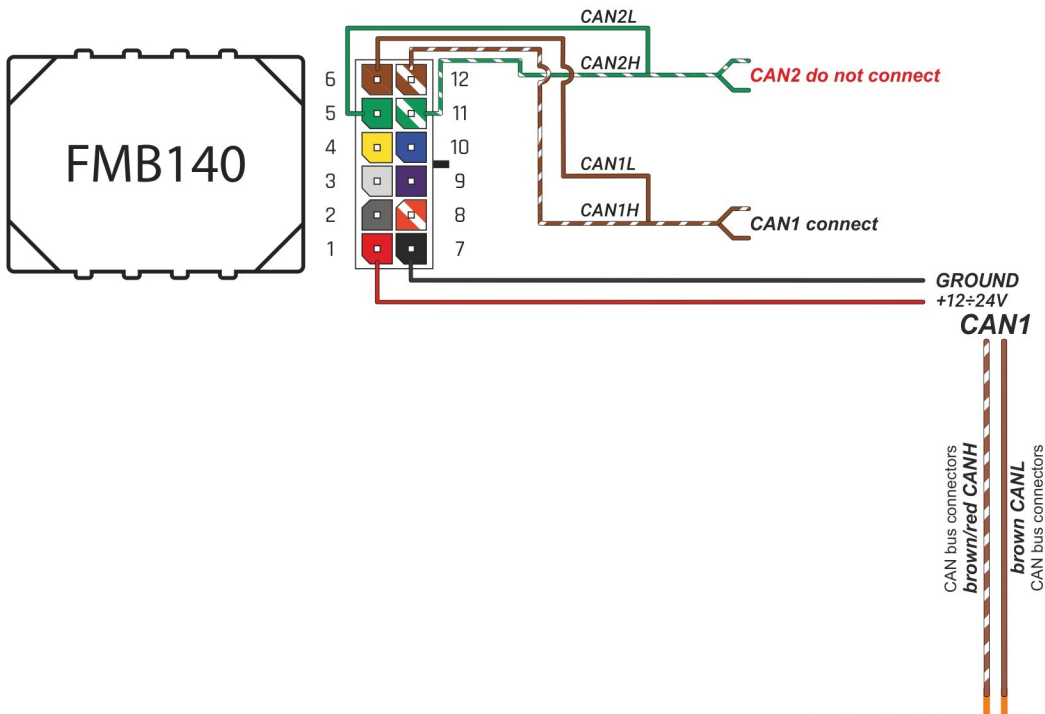 CAN2L
FMB140
6
12
CAN2H
CAN2 do not connect
5
11
4
10
3
9
CAN1L
2
8
CAN1H
CAN1 connect
1
7
GROUND
+12÷24V
CAN1
CAN bus connectors
brown/red CANH
brown CANL
CAN bus connectors